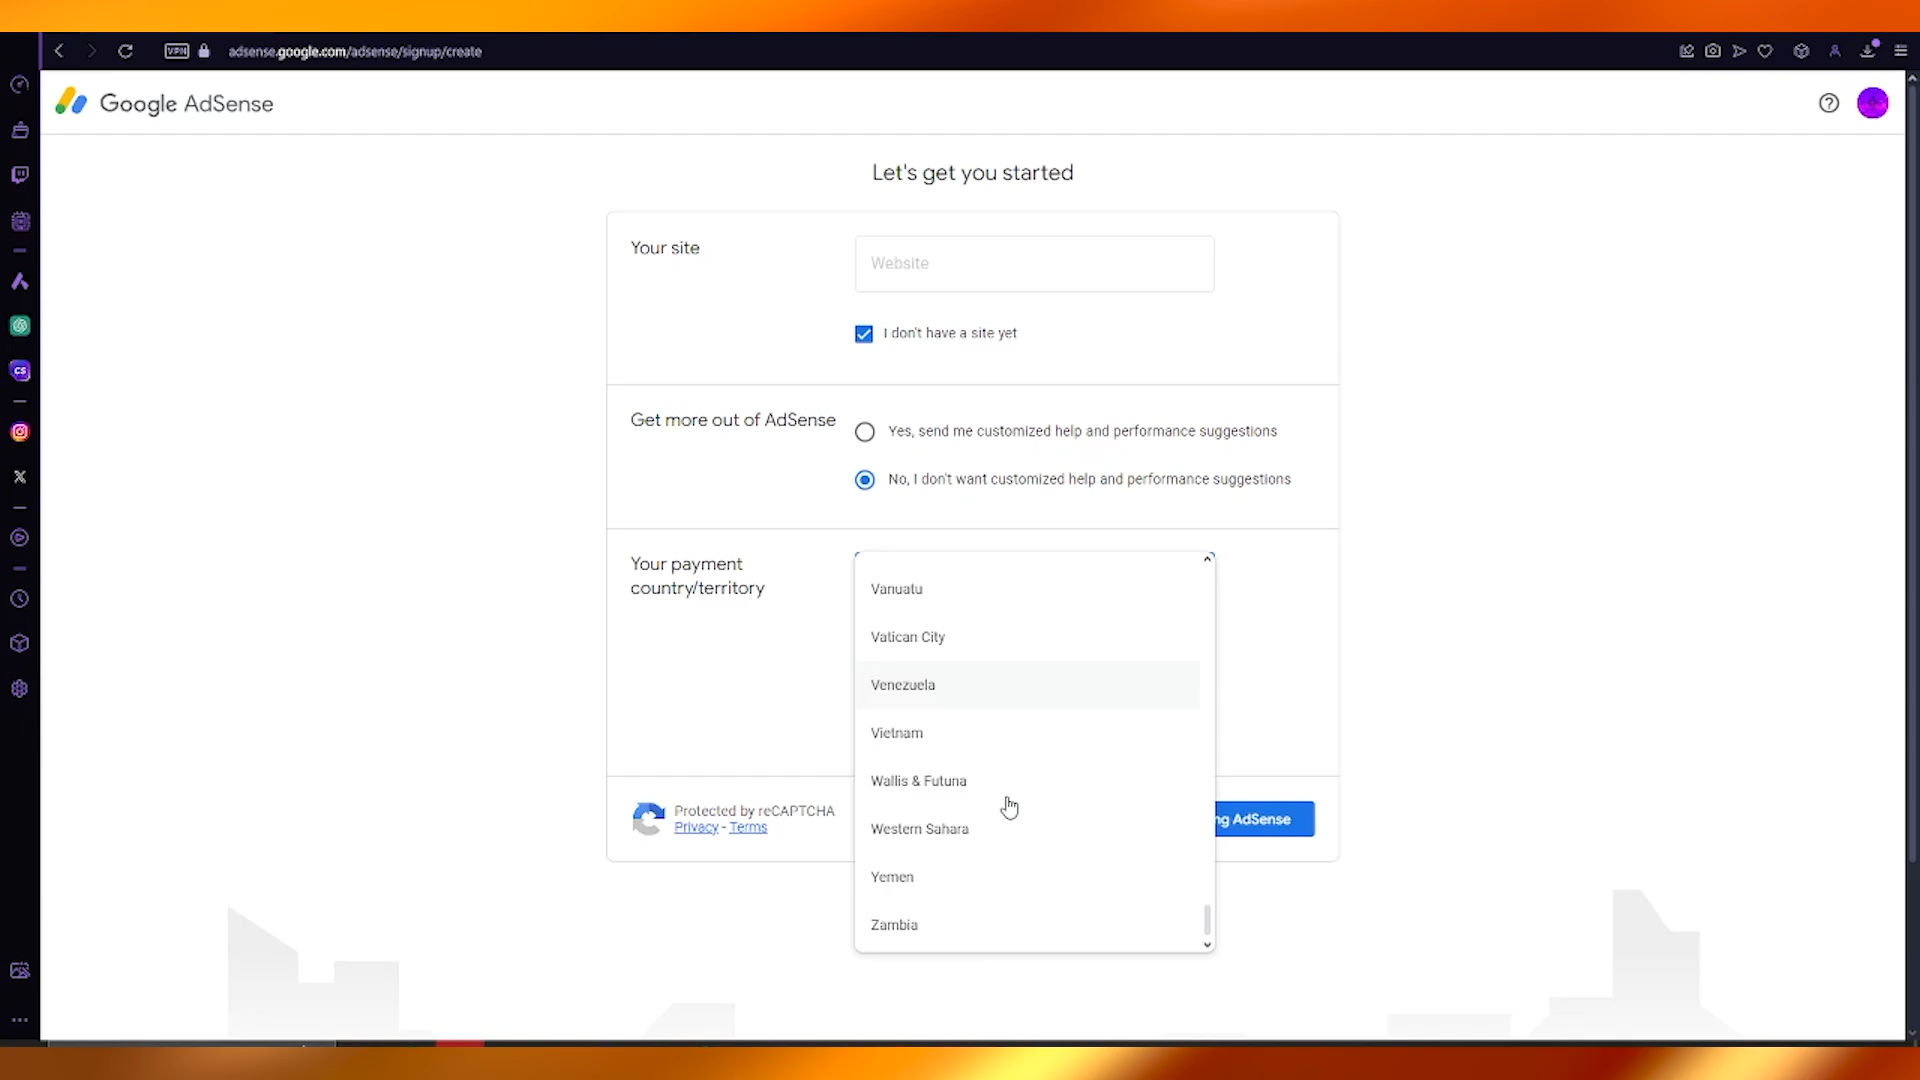 VPN
adsense.google.com/adsense/signup/create
Google AdSense
Let's get you started
Your site
Website
I don't have a site yet
Get more out of AdSense
Yes, send me customized help and performance suggestions
No, I don't want customized help and performance suggestions
Your payment
country/territory
Vanuatu
Vatican City
Venezuela
Vietnam
Wallis & Futuna
Western Sahara
Yemen
Zambia
Protected by reCAPTCHA
Privacy - Terms
ng AdSense
CS